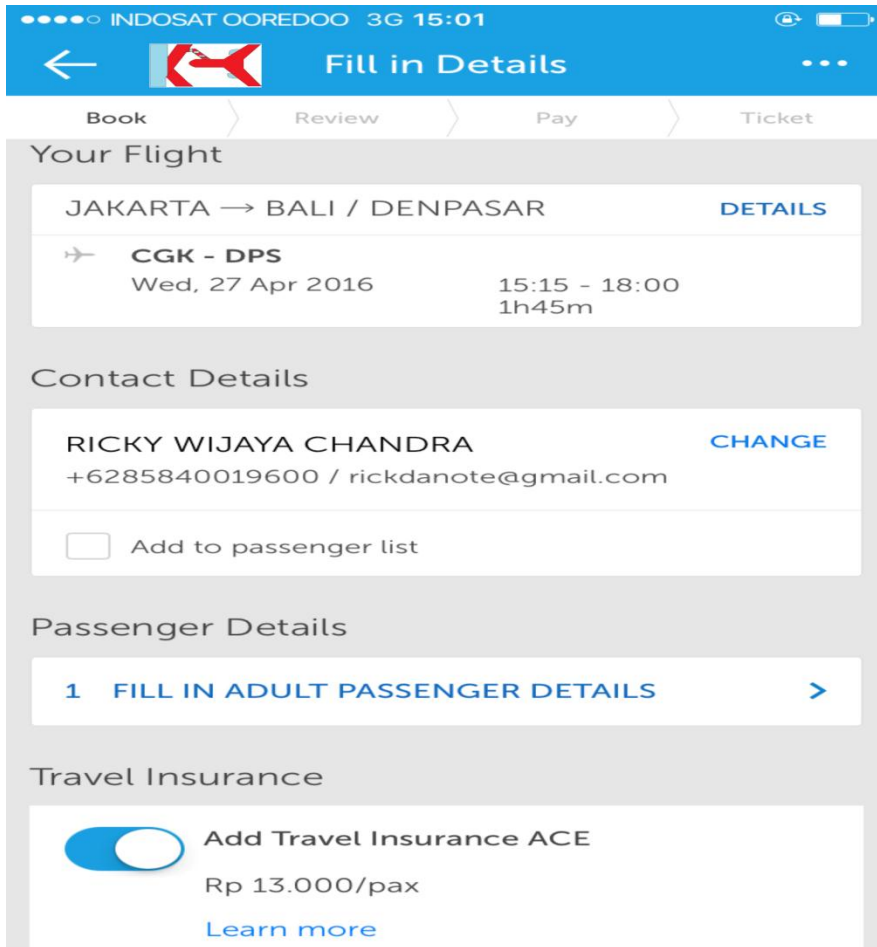 INDOSAT OOREDOO 3G 15:01
Fill in Details
Book Review Pay Ticket
Your Flight
JAKARTA → BALI / DENPASAR DETAILS
CGK - DPS
Wed, 27 Apr 2016 15:15 - 18:00
1h45m
Contact Details
RICKY WIJAYA CHANDRA CHANGE
+6285840019600 / rickdanote@gmail.com
Add to passenger list
Passenger Details
1 FILL IN ADULT PASSENGER DETAILS >
Travel Insurance
Add Travel Insurance ACE
Rp 13.000/pax
Learn more